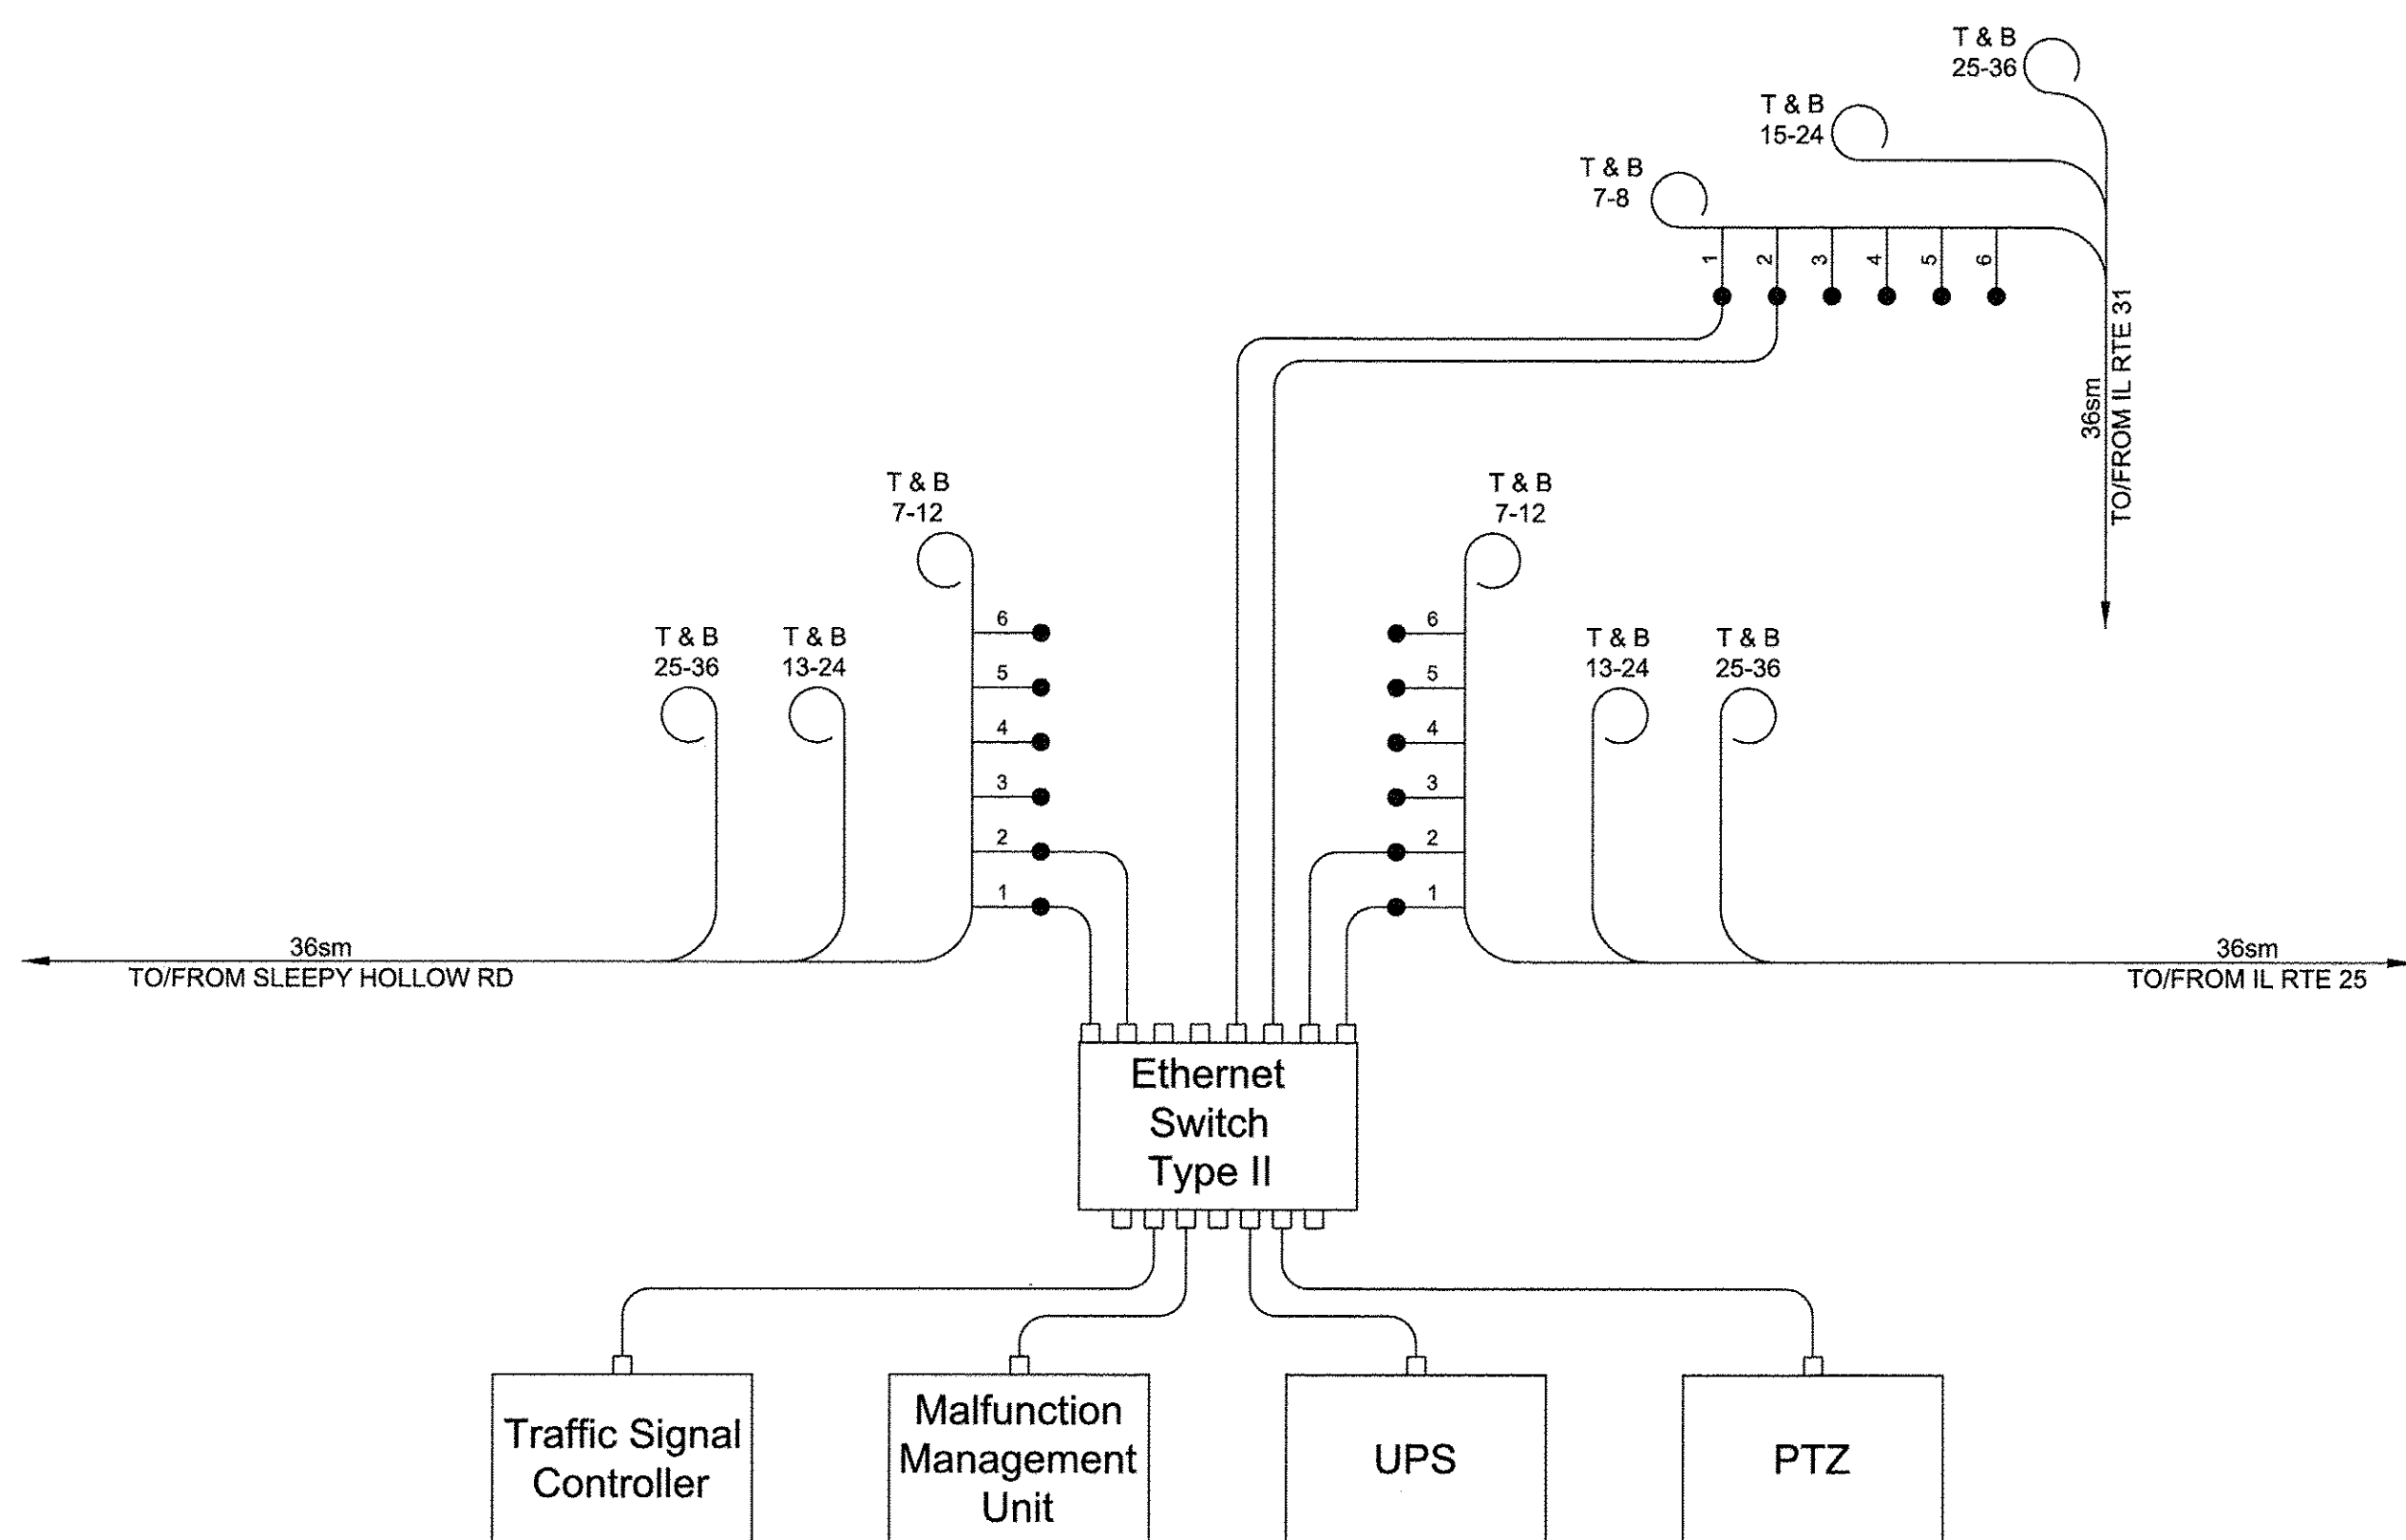 T & B
25-36
T & B
15-24
T & B
7-8
1
2
3
4
5
6
36sm
TO/FROM IL RTE 31
T & B
7-12
T & B
7-12
6
5
4
3
2
1
6
5
4
3
2
1
T & B
25-36
T & B
13-24
T & B
13-24
T & B
25-36
36sm
TO/FROM SLEEPY HOLLOW RD
36sm
TO/FROM IL RTE 25
Ethernet
Switch
Type II
Traffic Signal
Controller
Malfunction
Management
Unit
UPS
PTZ